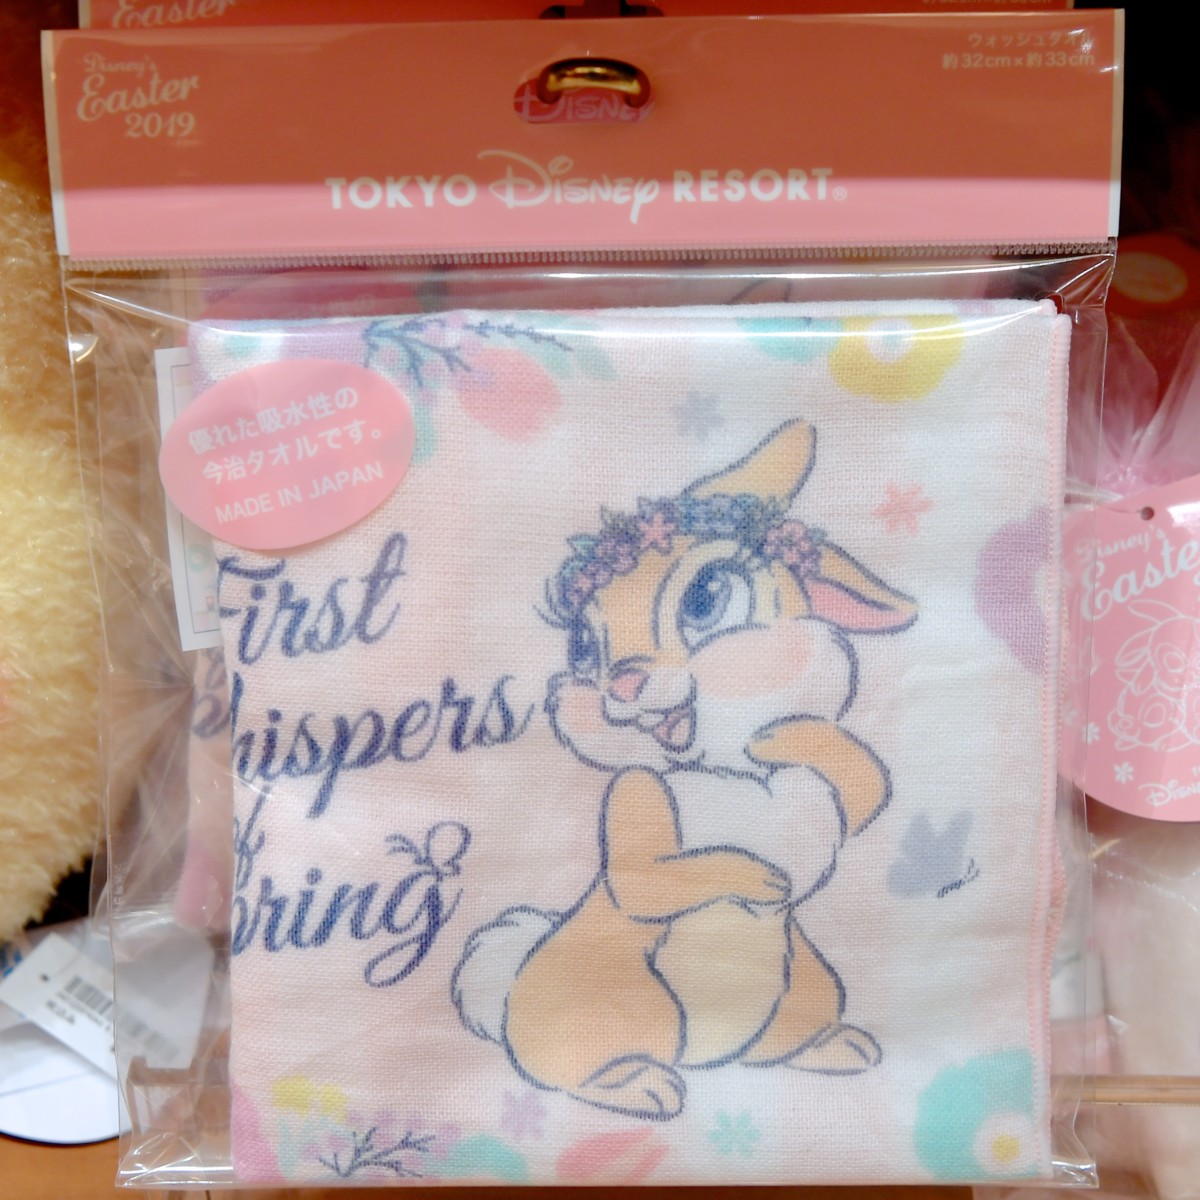 Easter
Disney's
Easter
2019
ウォッシュタオル
約32cm×約33cm
DISNEY
TOKYO Disney RESORT®
優れた吸水性の
今治タオルです。
MADE IN JAPAN
First
hispers
of
pring
Disney's
Easte
Disne